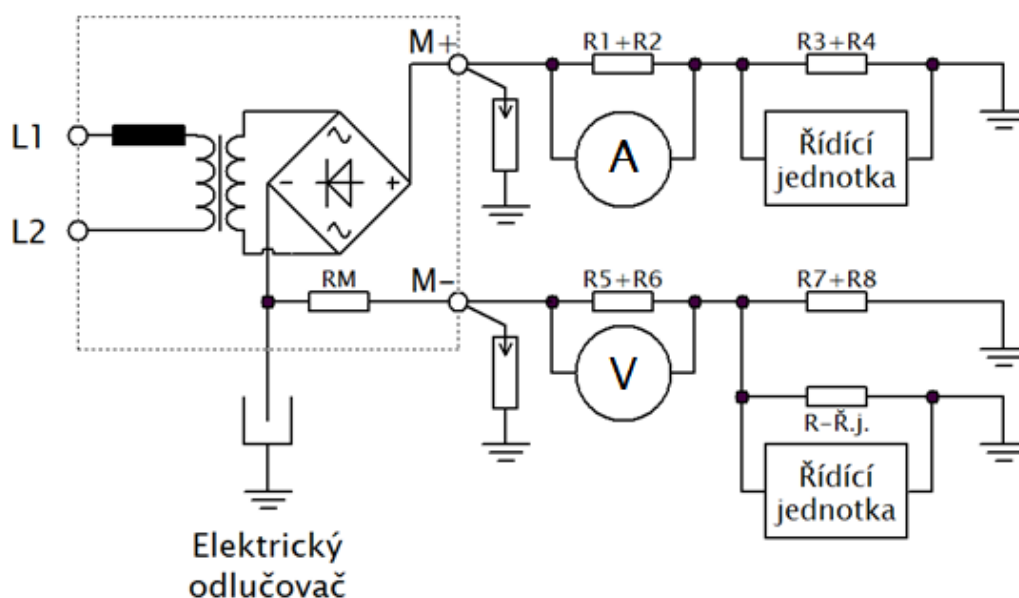 M+
R1+R2
R3+R4
L1
A
Řídící
jednotka
L2
-
+
RM
M-
R5+R6
R7+R8
V
R-Ř.j.
Řídící
jednotka
Elektrický
odlučovač